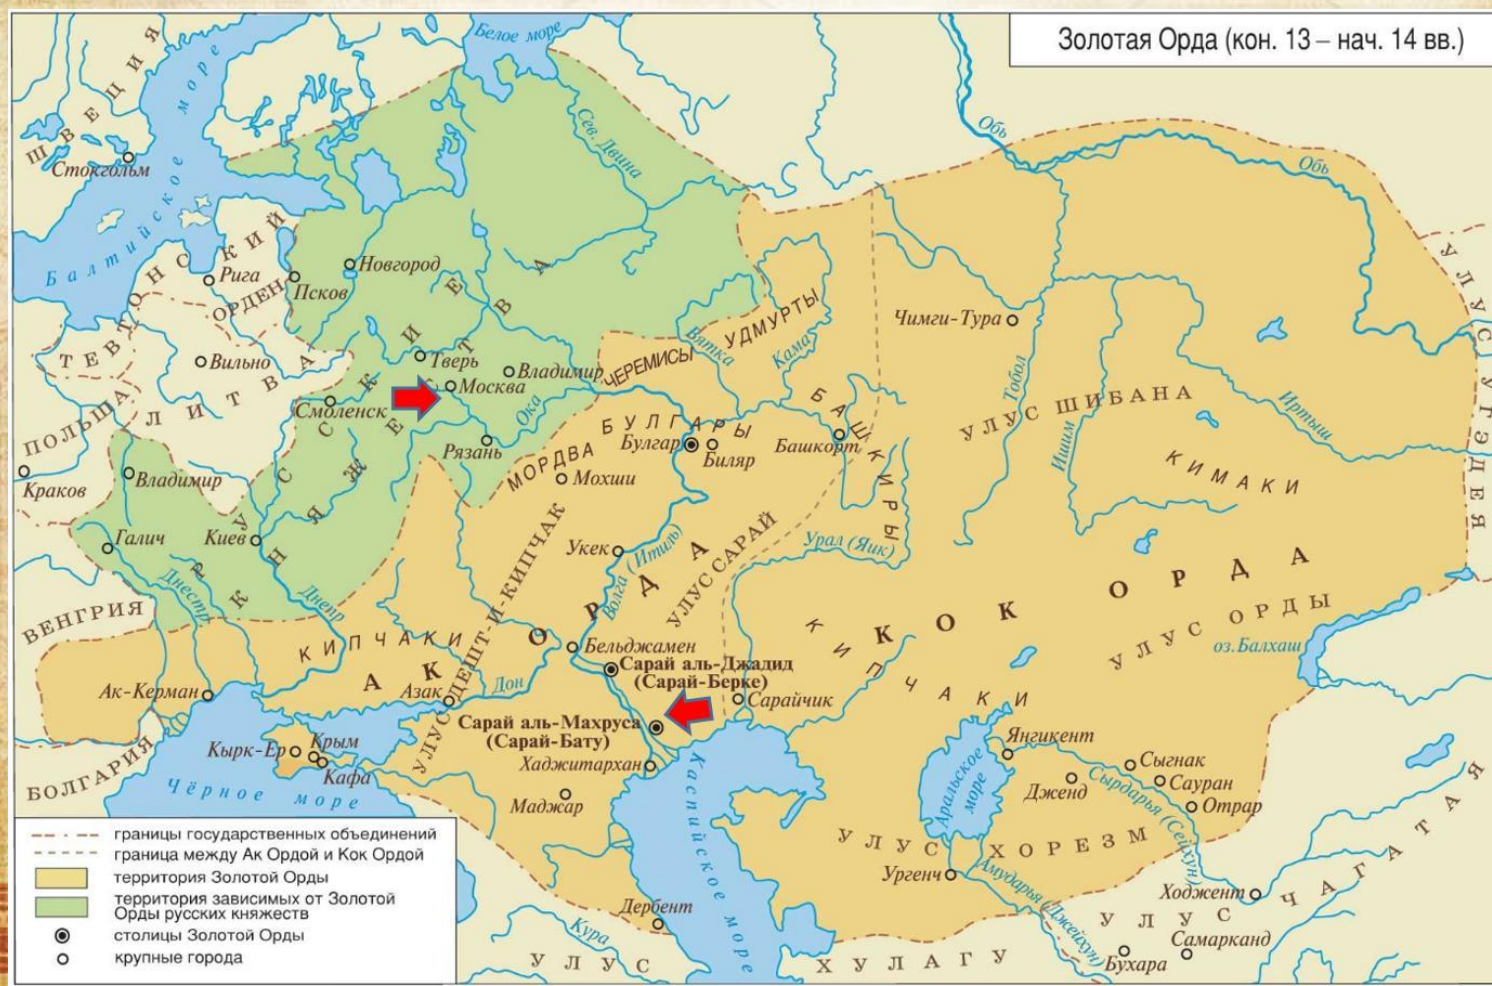 Золотая Орда (кон. 13 – нач. 14 вв.)
Белое море
ШВЕЦИЯ
Стокгольм
Балтийское море
Сев. Двина
Обь
Обь
ТЕВТОНСКИЙ
ОРДЕН
Рига
Псков
Новгород
РУССКИЕ
КНЯЖЕСТВА
Тверь
Москва
Владимир
Смоленск
Ока
Рязань
Вильно
ЛИТВА
ПОЛЬША
Краков
Владимир
Галич
Киев
Днестр
Днепр
ВЕНГРИЯ
ЧЕРЕМИСЫ
УДМУРТЫ
Вятка
Кама
БУЛГАРЫ
Булгар
Биляр
МОРДВА
Мохши
БАШКИРЫ
Башкорт
Чимги-Тура
Тобол
Ишим
Иртыш
УЛУС ШИБАНА
КИМАКИ
УЛУС УГЭДЕЯ
Укек
Волга (Итиль)
УЛУС САРАЙ
Урал (Яик)
АК ОРДА
КОК ОРДА
УЛУС ОРДЫ
оз.Балхаш
КИПЧАКИ
КИПЧАКИ
УЛУС ДЕШТ-И-КИПЧАК
Бельджамен
Сарай аль-Джадид
(Сарай-Берке)
Сарай аль-Махруса
(Сарай-Бату)
Сарайчик
Хаджитархан
Азак
Дон
Ак-Керман
Кырк-Ер
Крым
Кафа
БОЛГАРИЯ
Чёрное море
Маджар
Каспийское море
Дербент
Кура
УЛУС ХУЛАГУ
Аральское
море
Янгикент
Дженд
Сыгнак
Сауран
Отрар
Сырдарья (Сейхун)
УЛУС ХОРЕЗМ
Ургенч
Амударья (Джейхун)
Ходжент
УЛУС ЧАГАТАЯ
Самарканд
Бухара
границы государственных объединений
граница между Ак Ордой и Кок Ордой
территория Золотой Орды
территория зависимых от Золотой
Орды русских княжеств
столицы Золотой Орды
крупные города